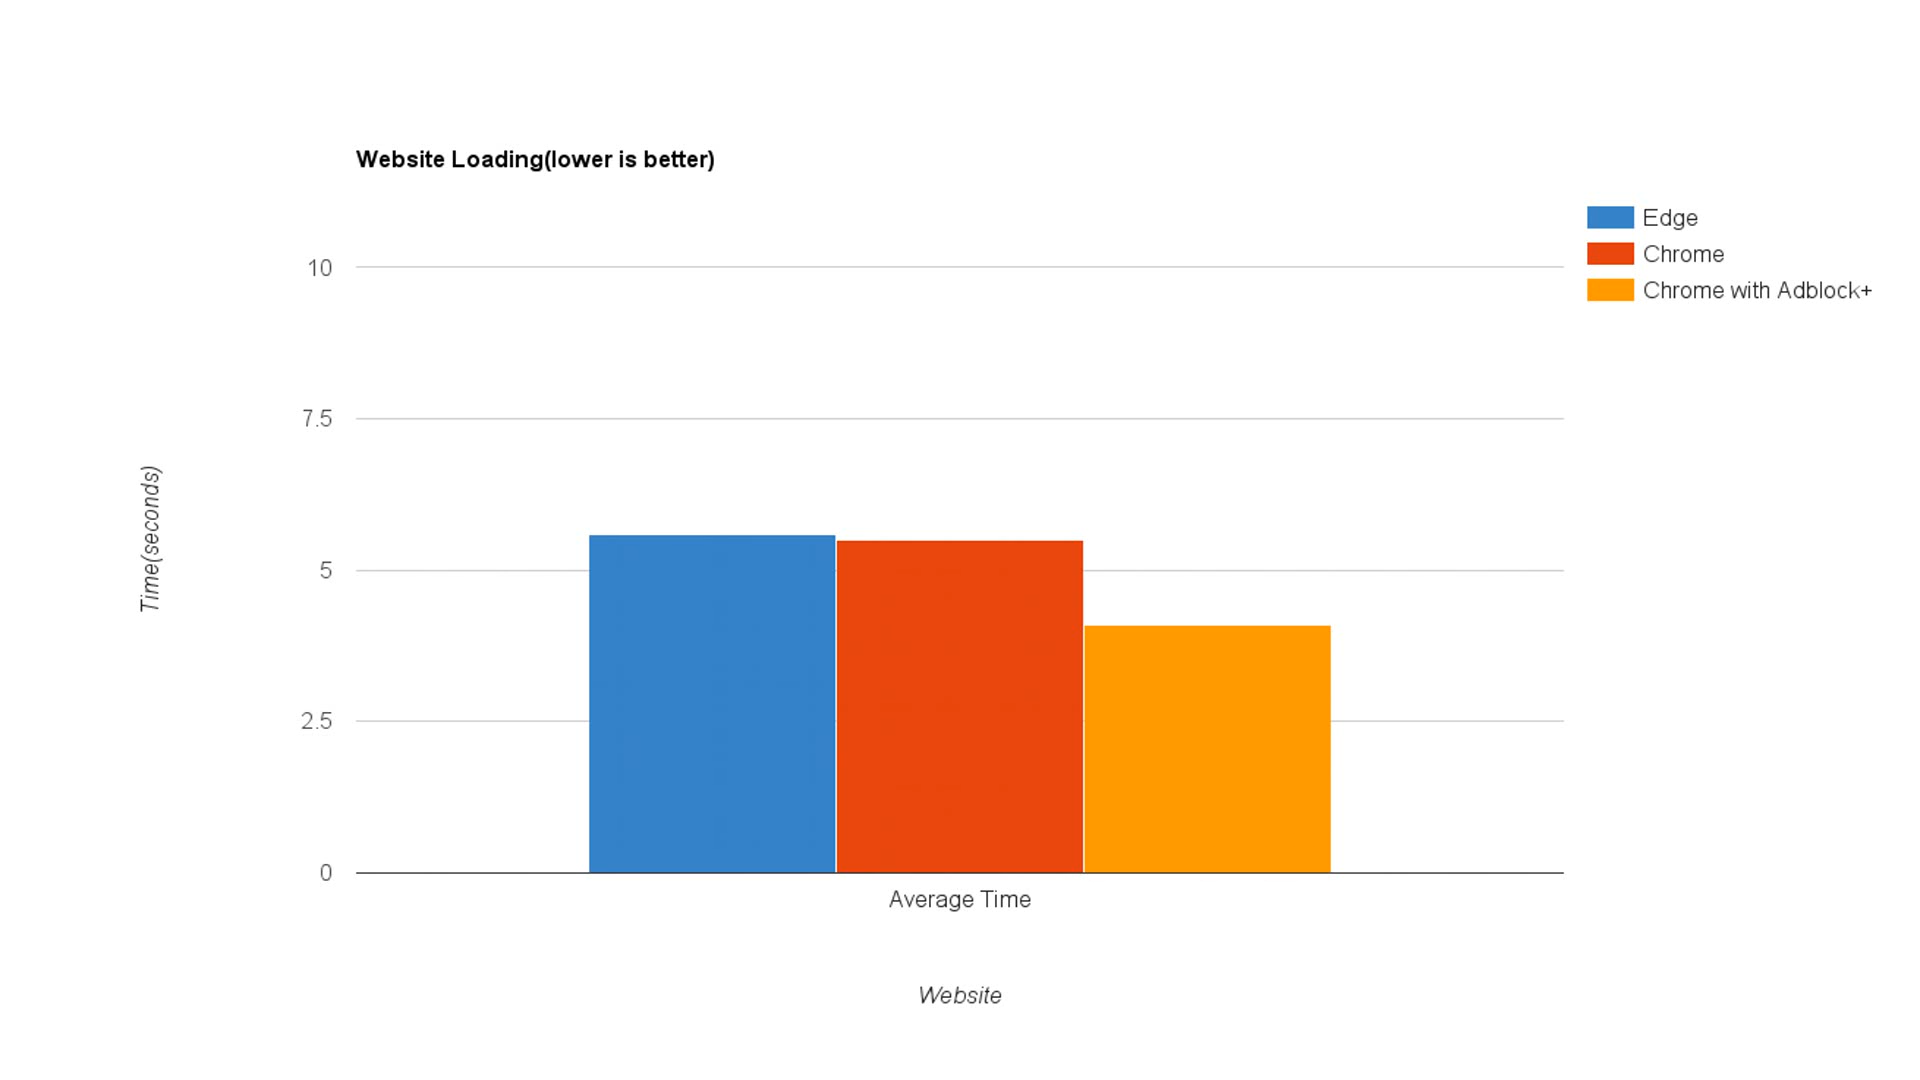 Website Loading(lower is better)
Edge
Chrome
Chrome with Adblock+
10
7.5
5
2.5
0
Time(seconds)
Average Time
Website